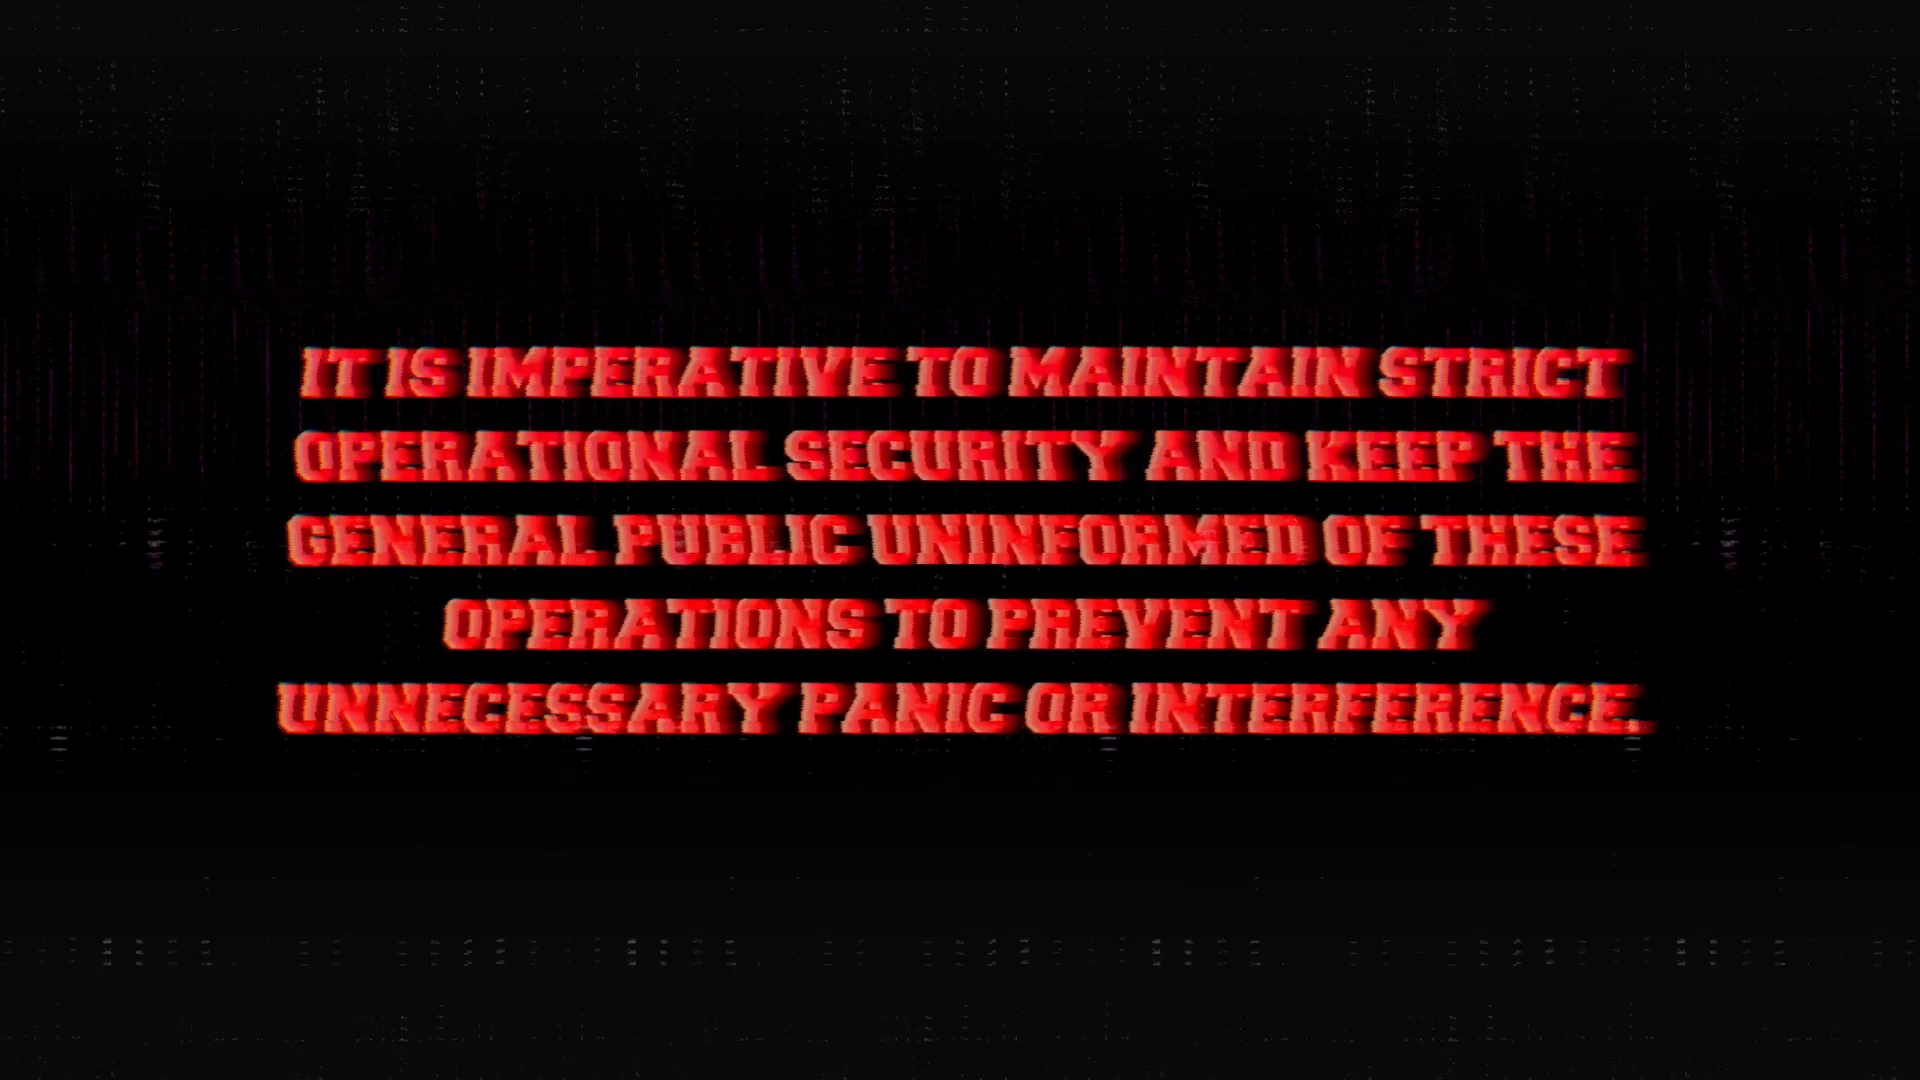 IT IS IMPERATIVE TO MAINTAIN STRICT
OPERATIONAL SECURITY AND KEEP THE
GENERAL PUBLIC UNINFORMED OF THESE
OPERATIONS TO PREVENT ANY
UNNECESSARY PANIC OR INTERFERENCE.